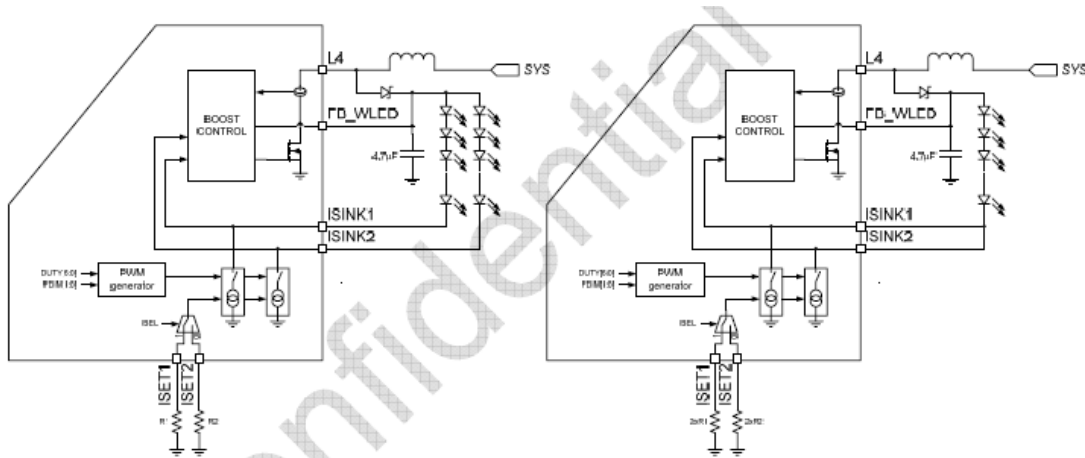 L4
SYS
BOOST
CONTROL
FB_WLED
4.7µF
ISINK1
ISINK2
DUTY[6:0]
FDIM[1:0]
PWM
generator
ISEL
ISET1
ISET2
R1
R2
L4
SYS
BOOST
CONTROL
FB_WLED
4.7µF
ISINK1
ISINK2
DUTY[6:0]
FDIM[1:0]
PWM
generator
ISEL
ISET1
ISET2
2xR1
2xR2
Confidential